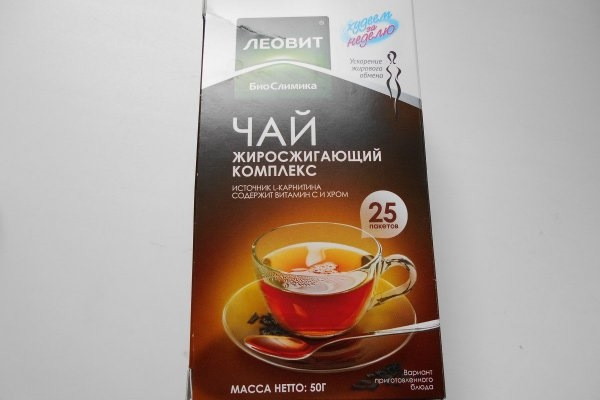 ЛЕОВИТ
®
БиоСлимика
худеем
за
неделю
Ускорение
жирового
обмена
ЧАЙ
ЖИРОСЖИГАЮЩИЙ
КОМПЛЕКС
ИСТОЧНИК L-КАРНИТИНА
СОДЕРЖИТ ВИТАМИН С И ХРОМ
25
пакетов
Вариант
приготовленного
блюда
МАССА НЕТТО: 50Г